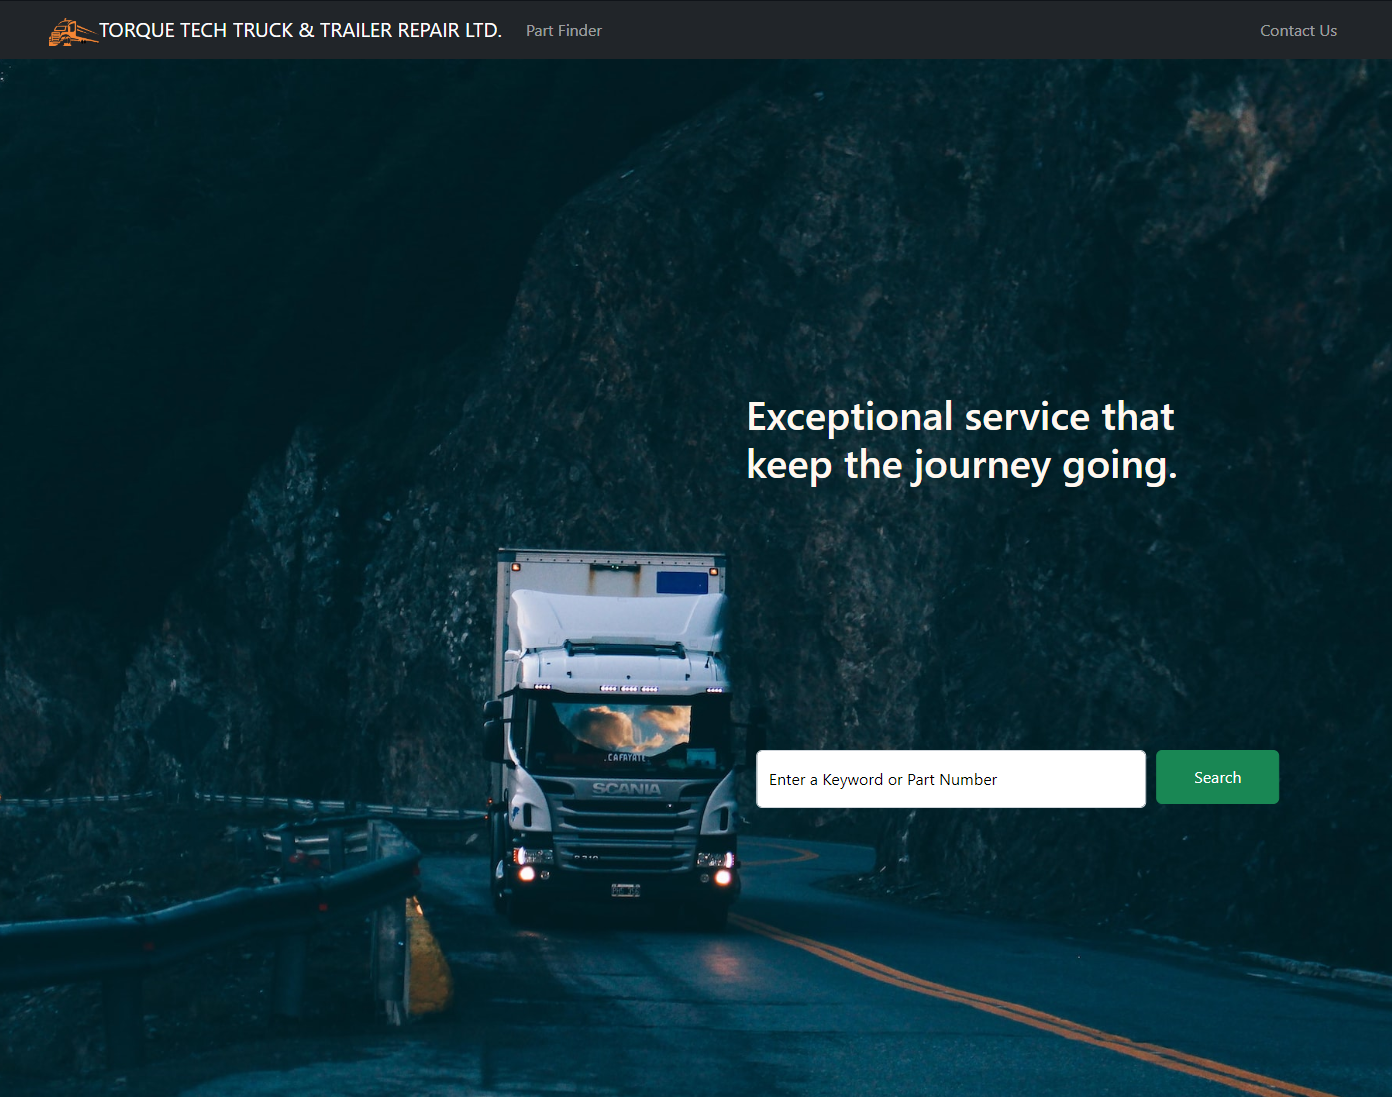 TORQUE TECH TRUCK & TRAILER REPAIR LTD.
Part Finder
Contact Us
Exceptional service that
keep the journey going.
.CAFAYATE
SCANIA
Enter a Keyword or Part Number
Search